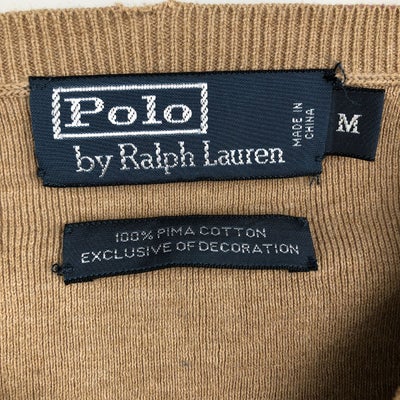 Polo
by Ralph Lauren
MADE IN
CHINA
M
100% PIMA COTTON
EXCLUSIVE OF DECORATION